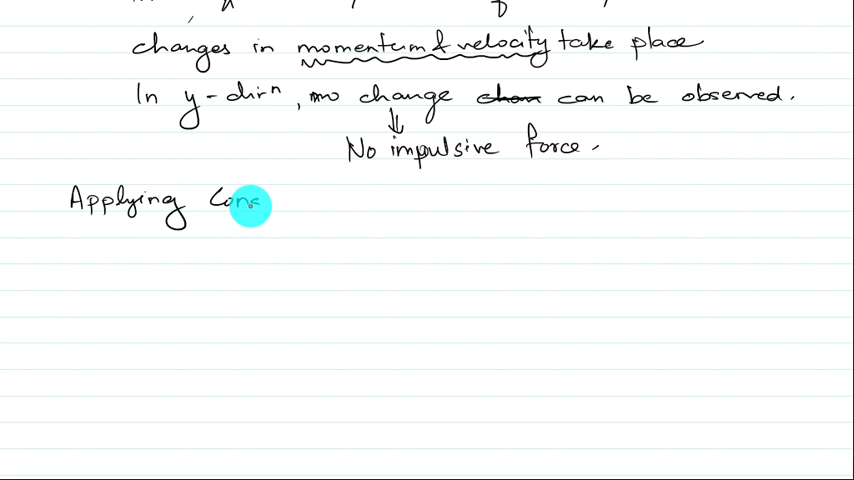 changes in momentum & velocity take place
In y-dirn, no change can be observed.
No impulsive force.
Applying Cons